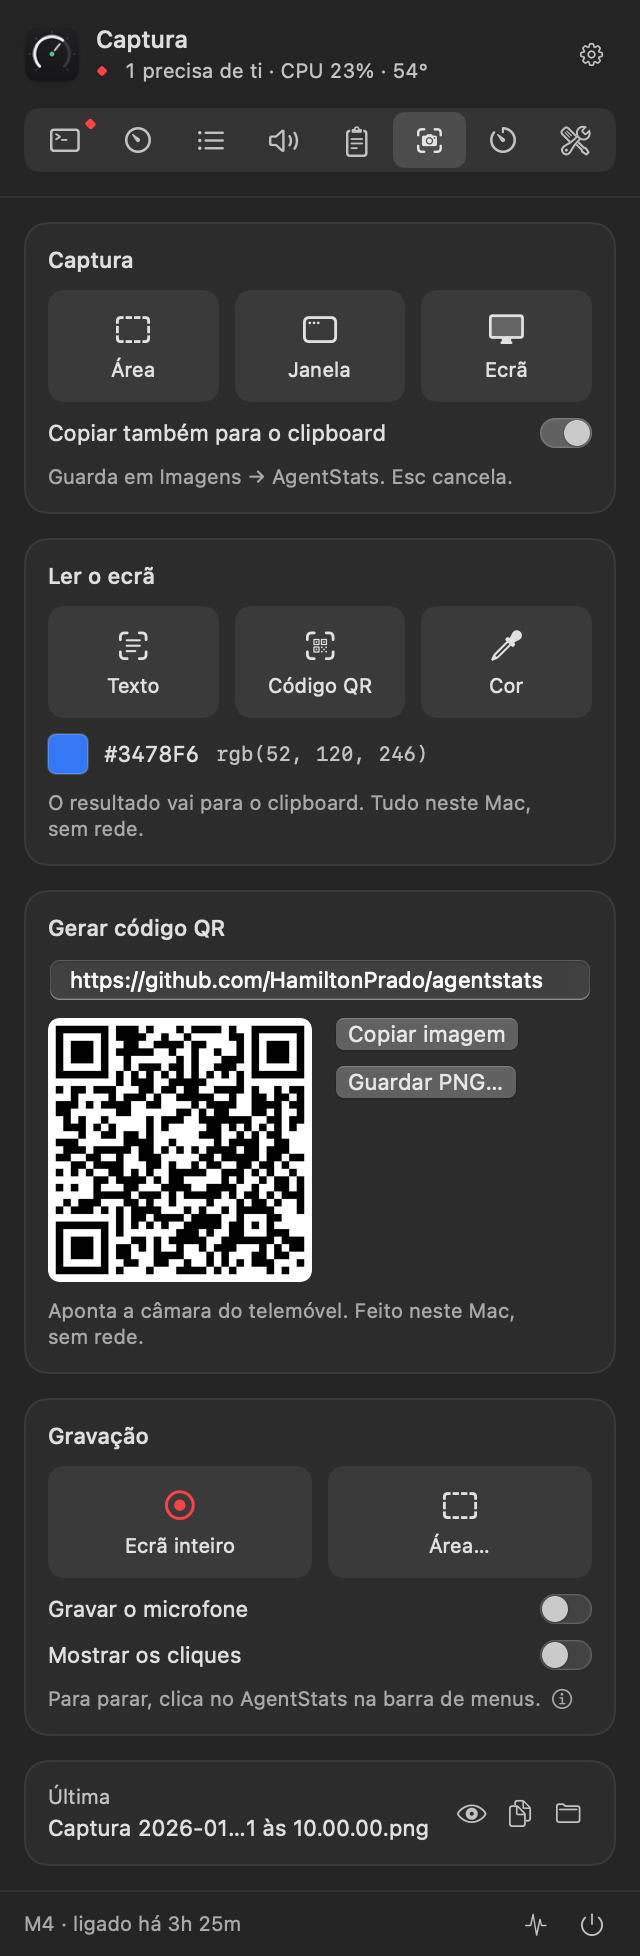 Captura
1 precisa de ti · CPU 23% · 54°
Captura
Área
Janela
Ecrã
Copiar também para o clipboard
Guarda em Imagens → AgentStats. Esc cancela.
Ler o ecrã
Texto
Código QR
Cor
#3478F6 rgb(52, 120, 246)
O resultado vai para o clipboard. Tudo neste Mac,
sem rede.
Gerar código QR
https://github.com/HamiltonPrado/agentstats
Copiar imagem
Guardar PNG...
Aponta a câmara do telemóvel. Feito neste Mac,
sem rede.
Gravação
Ecrã inteiro
Área...
Gravar o microfone
Mostrar os cliques
Para parar, clica no AgentStats na barra de menus.
Última
Captura 2026-01...1 às 10.00.00.png
M4 · ligado há 3h 25m